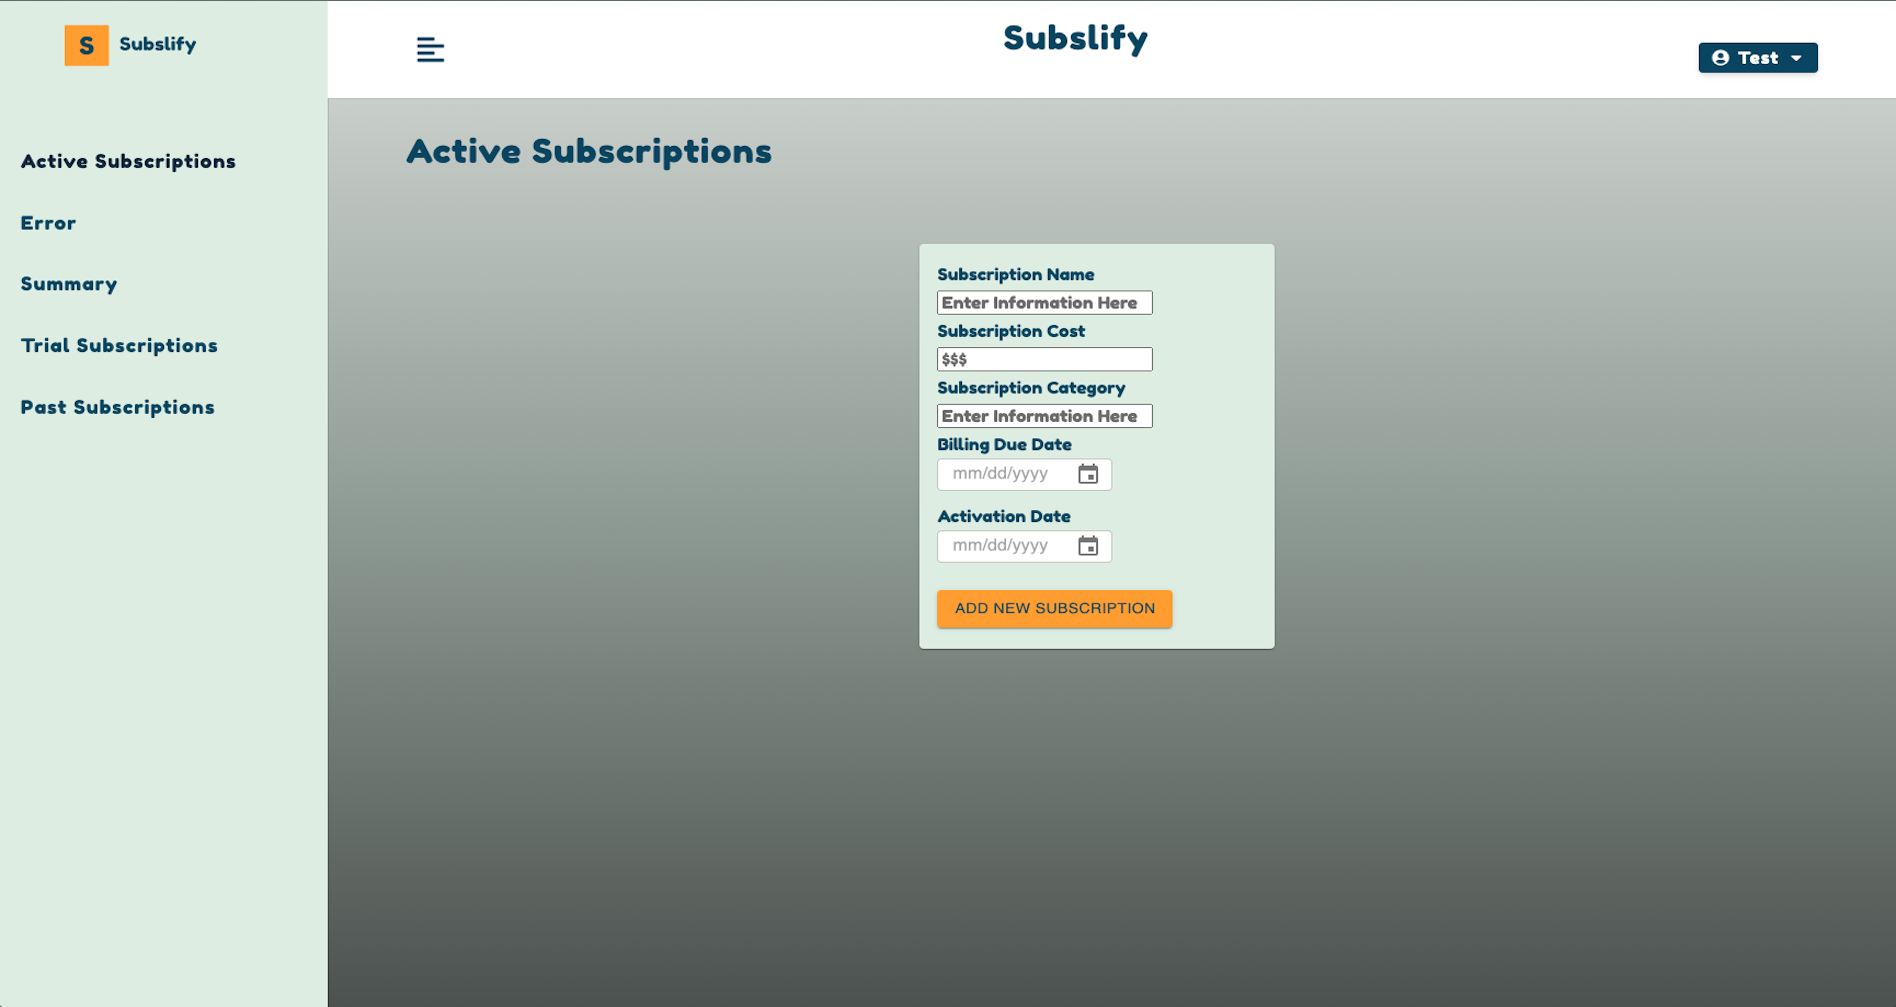 S Subslify
Subslify
Test
Active Subscriptions
Error
Summary
Trial Subscriptions
Past Subscriptions
Active Subscriptions
Subscription Name
Enter Information Here
Subscription Cost
$$$
Subscription Category
Enter Information Here
Billing Due Date
mm/dd/yyyy
Activation Date
mm/dd/yyyy
ADD NEW SUBSCRIPTION